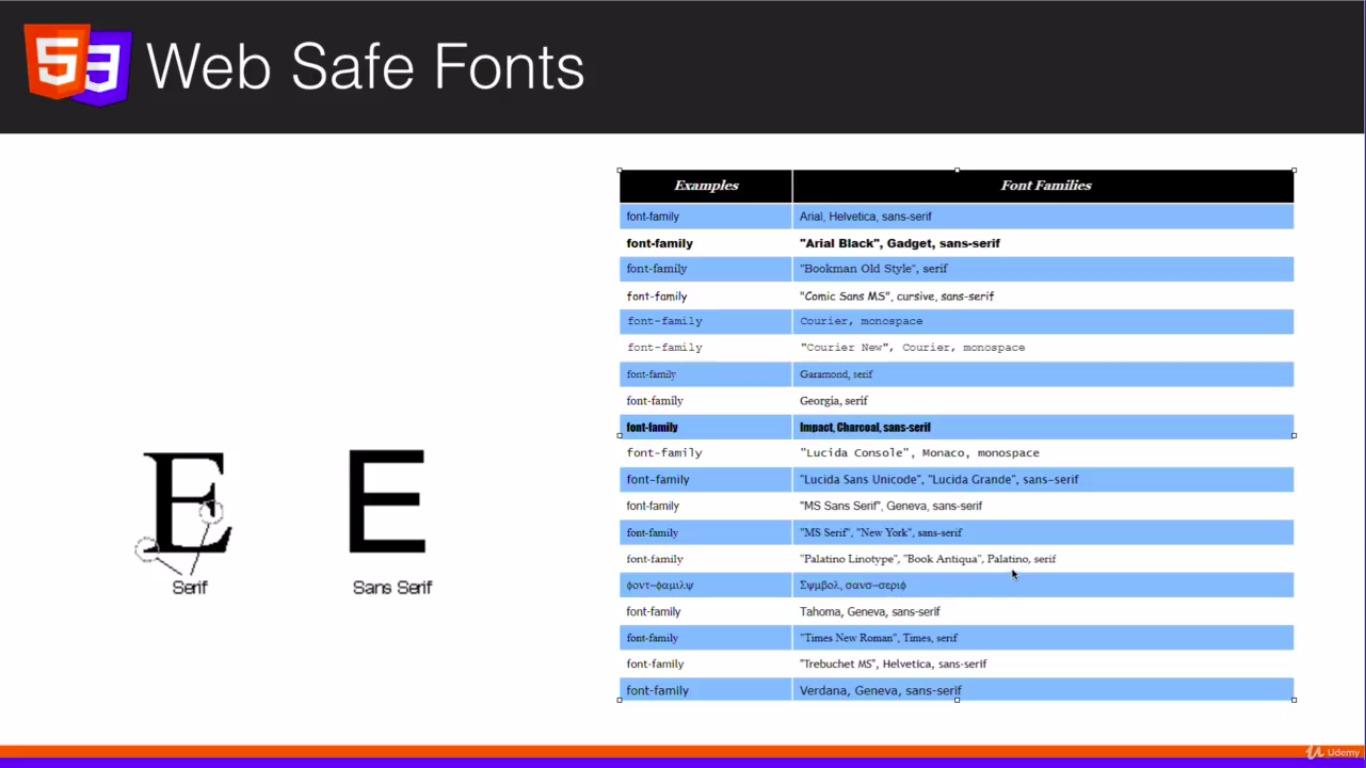 5 3 Web Safe Fonts
Examples Font Families
font-family Arial, Helvetica, sans-serif
font-family "Arial Black", Gadget, sans-serif
font-family "Bookman Old Style", serif
font-family "Comic Sans MS", cursive, sans-serif
font-family Courier, monospace
font-family "Courier New", Courier, monospace
font-family Garamond, serif
font-family Georgia, serif
font-family Impact, Charcoal, sans-serif
font-family "Lucida Console", Monaco, monospace
font-family "Lucida Sans Unicode", "Lucida Grande", sans-serif
font-family "MS Sans Serif", Geneva, sans-serif
font-family "MS Serif", "New York", sans-serif
font-family "Palatino Linotype", "Book Antiqua", Palatino, serif
φοντ−φαμιλψ Σψμβολ, σανσ−σεριφ
font-family Tahoma, Geneva, sans-serif
font-family "Times New Roman", Times, serif
font-family "Trebuchet MS", Helvetica, sans-serif
font-family Verdana, Geneva, sans-serif
E E
Serif Sans Serif
Udemy